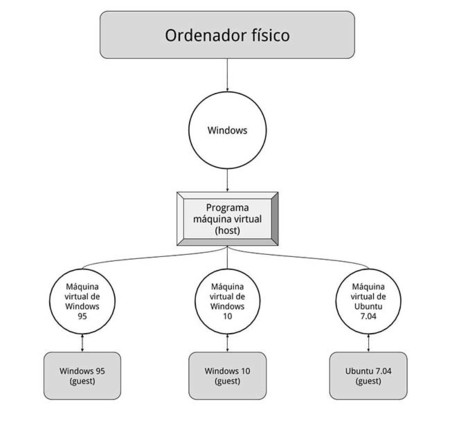 Ordenador físico
Windows
Programa
máquina virtual
(host)
Máquina
virtual de
Windows
95
Máquina
virtual de
Windows
10
Máquina
virtual de
Ubuntu
7.04
Windows 95
(guest)
Windows 10
(guest)
Ubuntu 7.04
(guest)